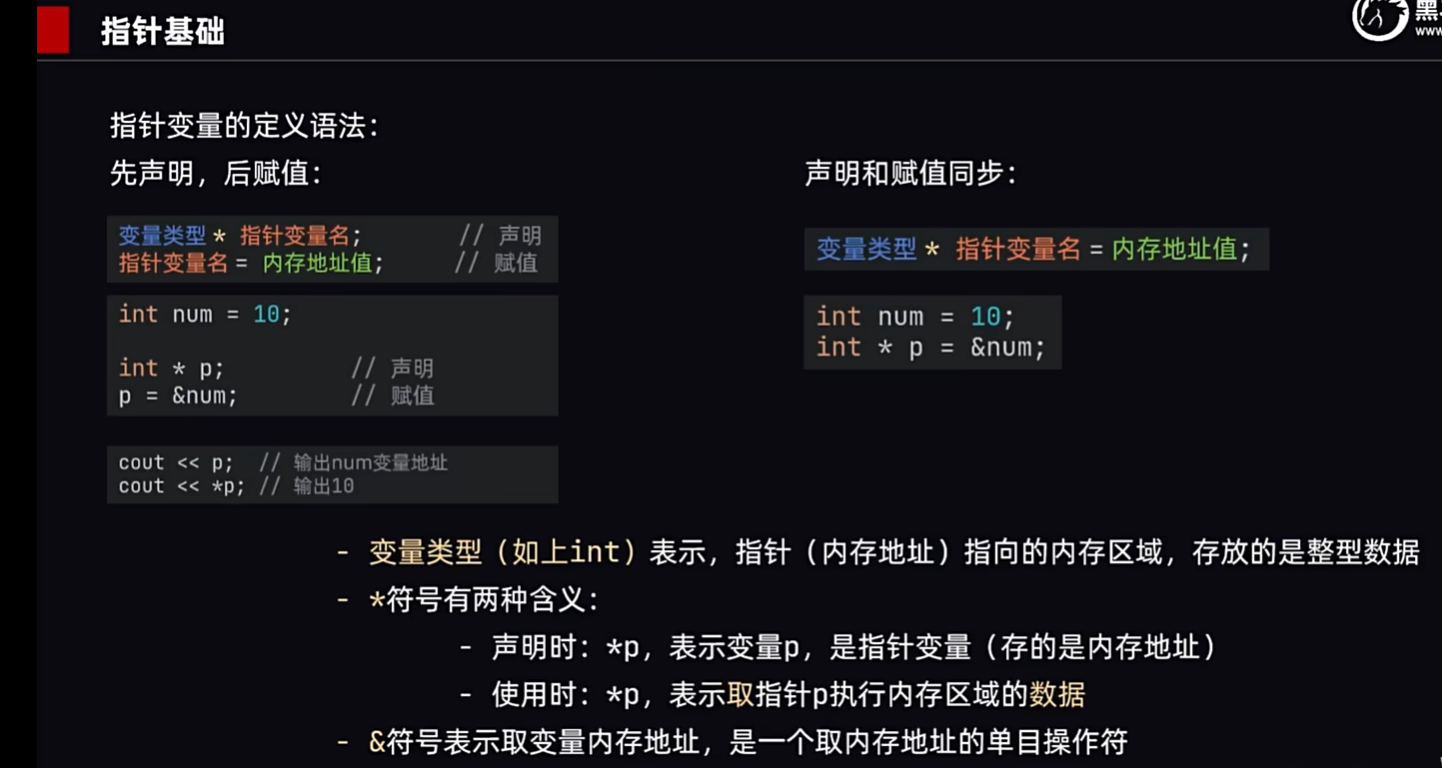 指针基础
黑
www
指针变量的定义语法：
先声明，后赋值：
变量类型 * 指针变量名;          // 声明
指针变量名 = 内存地址值;        // 赋值
int num = 10;
int * p;          // 声明
p = &num;         // 赋值
cout << p;  // 输出num变量地址
cout << *p; // 输出10
声明和赋值同步：
变量类型 * 指针变量名 = 内存地址值;
int num = 10;
int * p = &num;
- 变量类型（如上int）表示，指针（内存地址）指向的内存区域，存放的是整型数据
- *符号有两种含义：
- 声明时：*p，表示变量p，是指针变量（存的是内存地址）
- 使用时：*p，表示取指针p执行内存区域的数据
- &符号表示取变量内存地址，是一个取内存地址的单目操作符